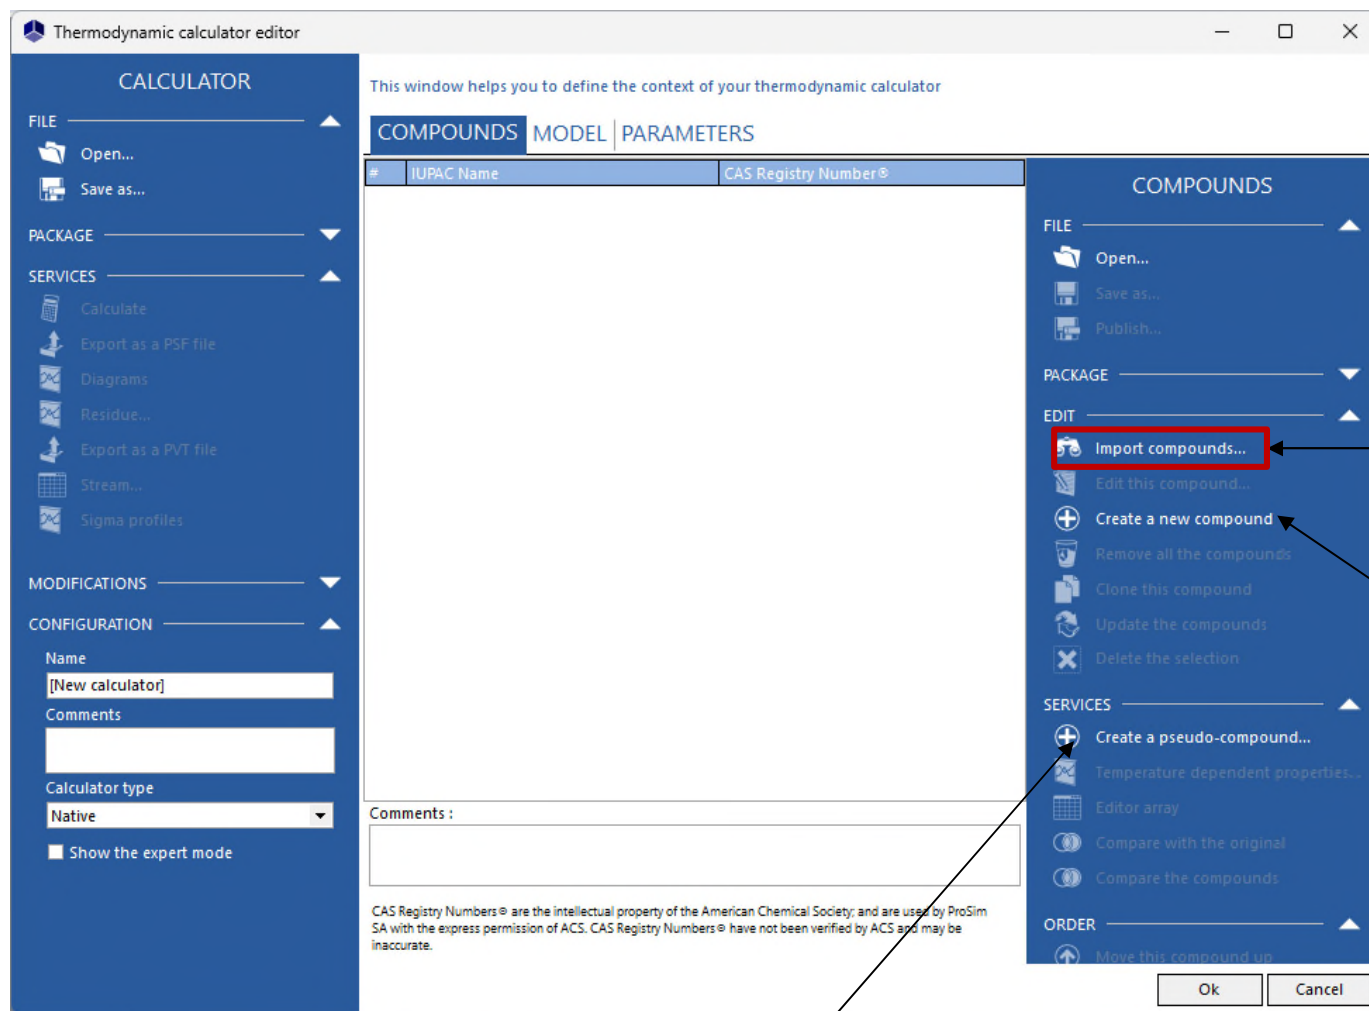 Thermodynamic calculator editor
CALCULATOR
FILE
Open...
Save as...
PACKAGE
SERVICES
Calculate
Export as a PSF file
Diagrams
Residue...
Export as a PVT file
Stream...
Sigma profiles
MODIFICATIONS
CONFIGURATION
Name
[New calculator]
Comments
Calculator type
Native
Show the expert mode
This window helps you to define the context of your thermodynamic calculator
COMPOUNDS MODEL PARAMETERS
# IUPAC Name CAS Registry Number®
Comments :
CAS Registry Numbers® are the intellectual property of the American Chemical Society; and are used by ProSim
SA with the express permission of ACS. CAS Registry Numbers® have not been verified by ACS and may be
inaccurate.
COMPOUNDS
FILE
Open...
Save as...
Publish...
PACKAGE
EDIT
Import compounds...
Edit this compound...
Create a new compound
Remove all the compounds
Clone this compound
Update the compounds
Delete the selection
SERVICES
Create a pseudo-compound...
Temperature dependent properties...
Editor array
Compare with the original
Compare the compounds
ORDER
Move this compound up
Ok Cancel